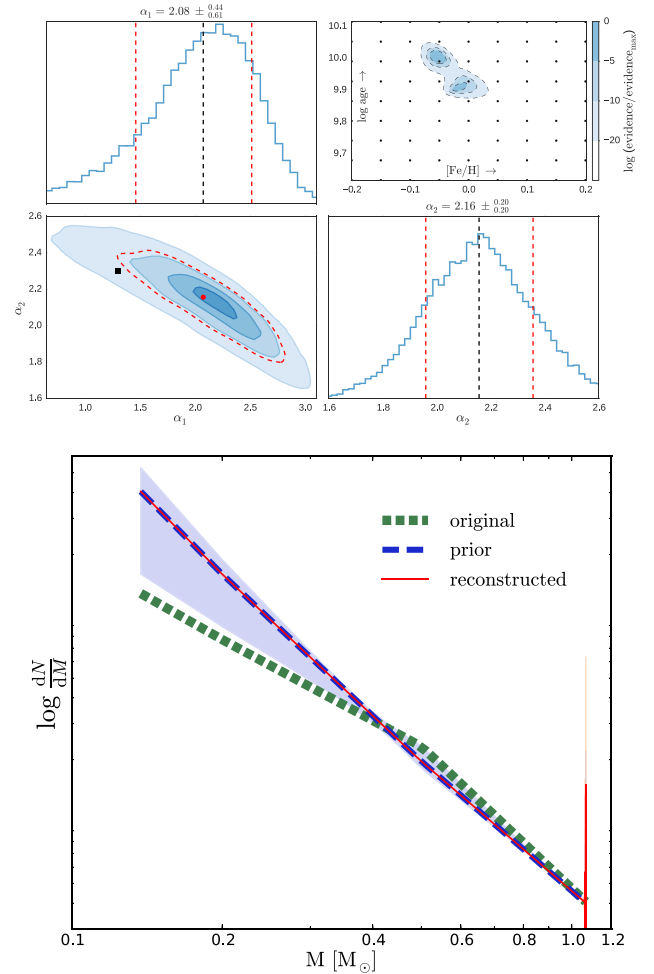 α₁ = 2.08 ± 0.44 0.61
10.1
10.0
9.9
9.8
9.7
log age →
[Fe/H] →
−0.2 −0.1 0.0 0.1 0.2
0
−5
−10
−20
log (evidence/evidence_max)
2.6
2.4
2.2
2.0
1.8
1.6
α₂
1.0 1.5 2.0 2.5 3.0
α₁
α₂ = 2.16 ± 0.20 0.20
1.6 1.8 2.0 2.2 2.4 2.6
α₂
original
prior
reconstructed
log dN/dM
0.1 0.2 0.4 0.6 0.8 1.0 1.2
M [M⊙]